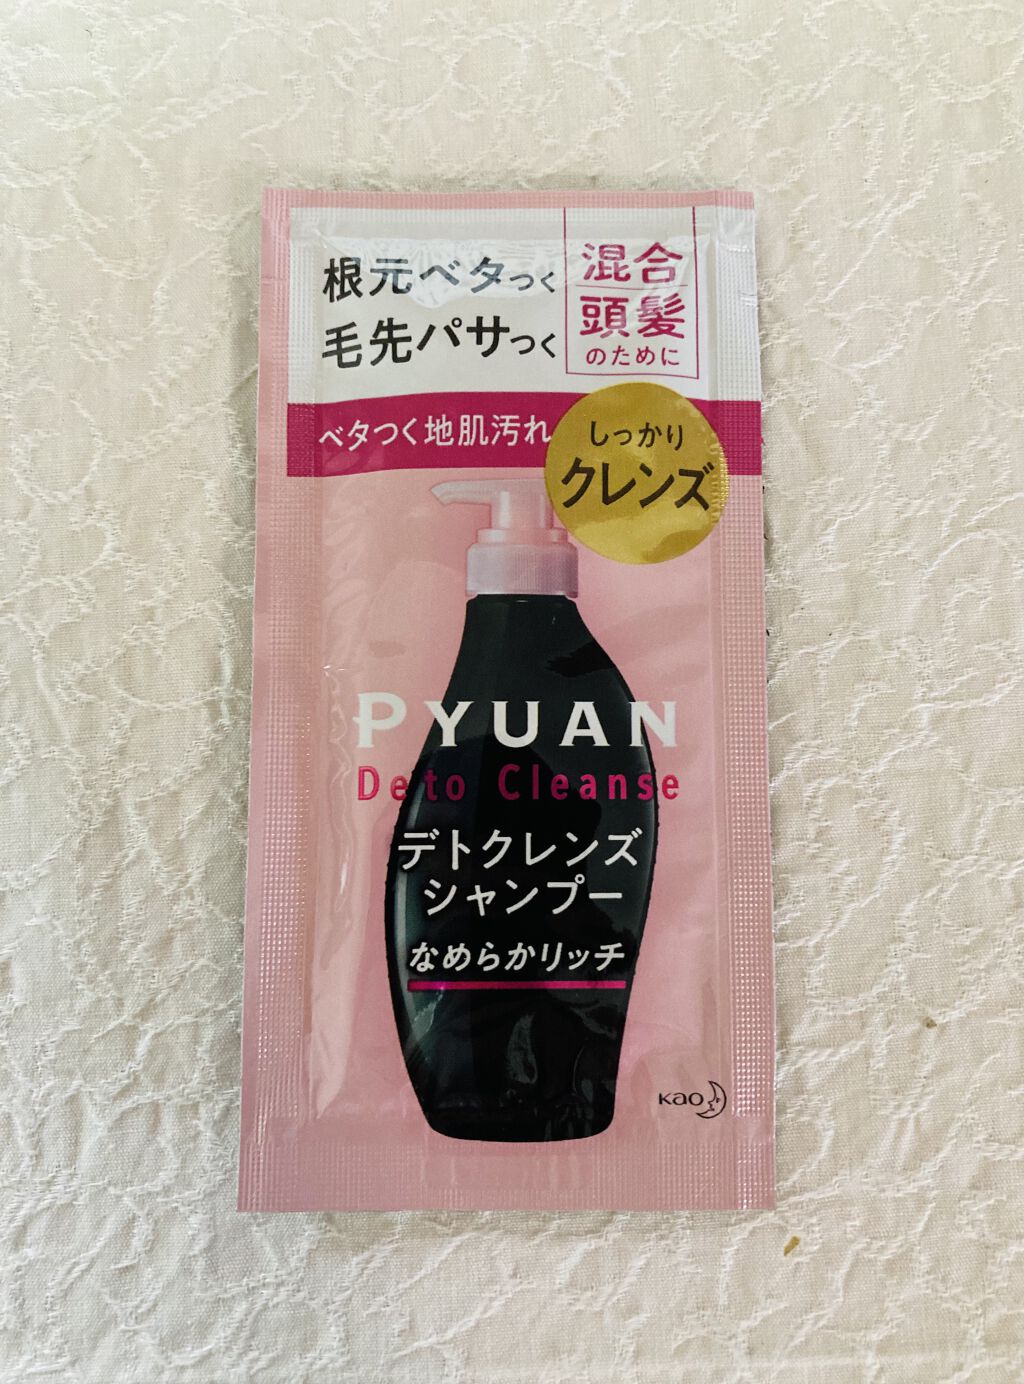 根元ベタつく
毛先パサつく
混合
頭髪
のために
ベタつく地肌汚れ
しっかり
クレンズ
PYUAN
Deto Cleanse
デトクレンズ
シャンプー
なめらかリッチ
Kao